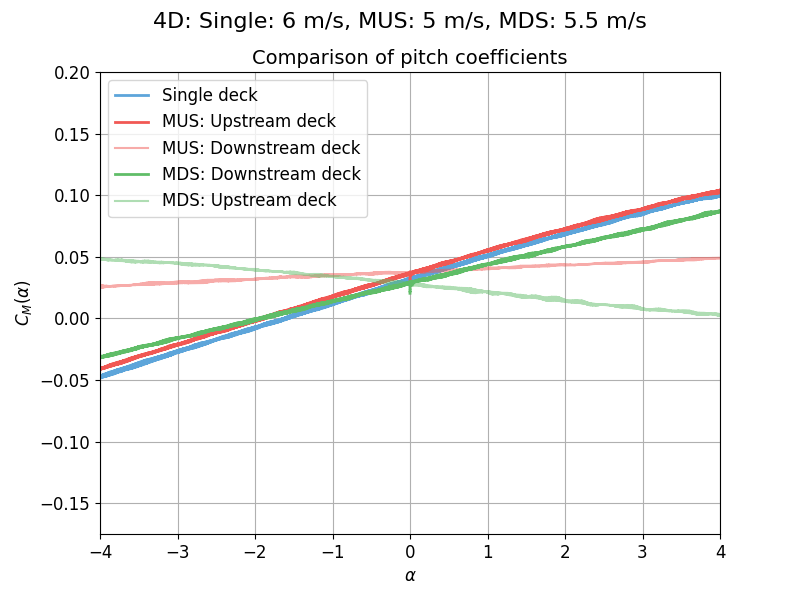 4D: Single: 6 m/s, MUS: 5 m/s, MDS: 5.5 m/s
Comparison of pitch coefficients
0.20
0.15
0.10
0.05
0.00
−0.05
−0.10
−0.15
C_M(α)
Single deck
MUS: Upstream deck
MUS: Downstream deck
MDS: Downstream deck
MDS: Upstream deck
−4 −3 −2 −1 0 1 2 3 4
α